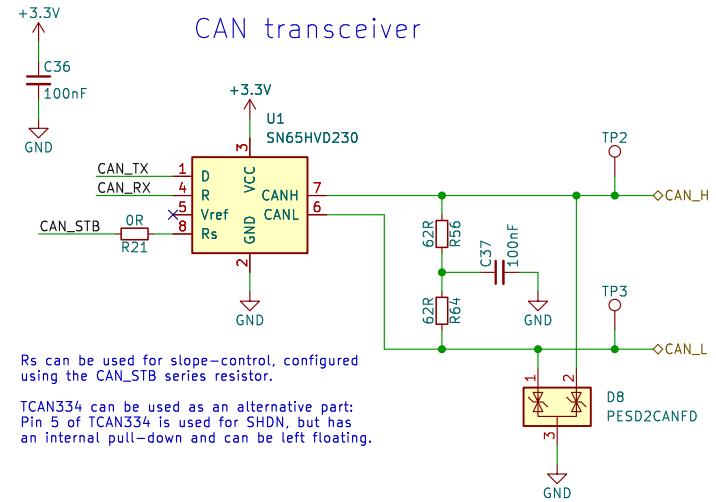 CAN transceiver
+3.3V
C36
100nF
GND
+3.3V
U1
SN65HVD230
3
VCC
CAN_TX
1
D
CAN_RX
4
R
5
Vref
CAN_STB
0R
R21
8
Rs
CANH
7
CANL
6
GND
2
GND
62R
R56
C37
100nF
GND
62R
R64
TP2
CAN_H
TP3
CAN_L
1
2
3
D8
PESD2CANFD
GND
Rs can be used for slope-control, configured
using the CAN_STB series resistor.
TCAN334 can be used as an alternative part:
Pin 5 of TCAN334 is used for SHDN, but has
an internal pull-down and can be left floating.